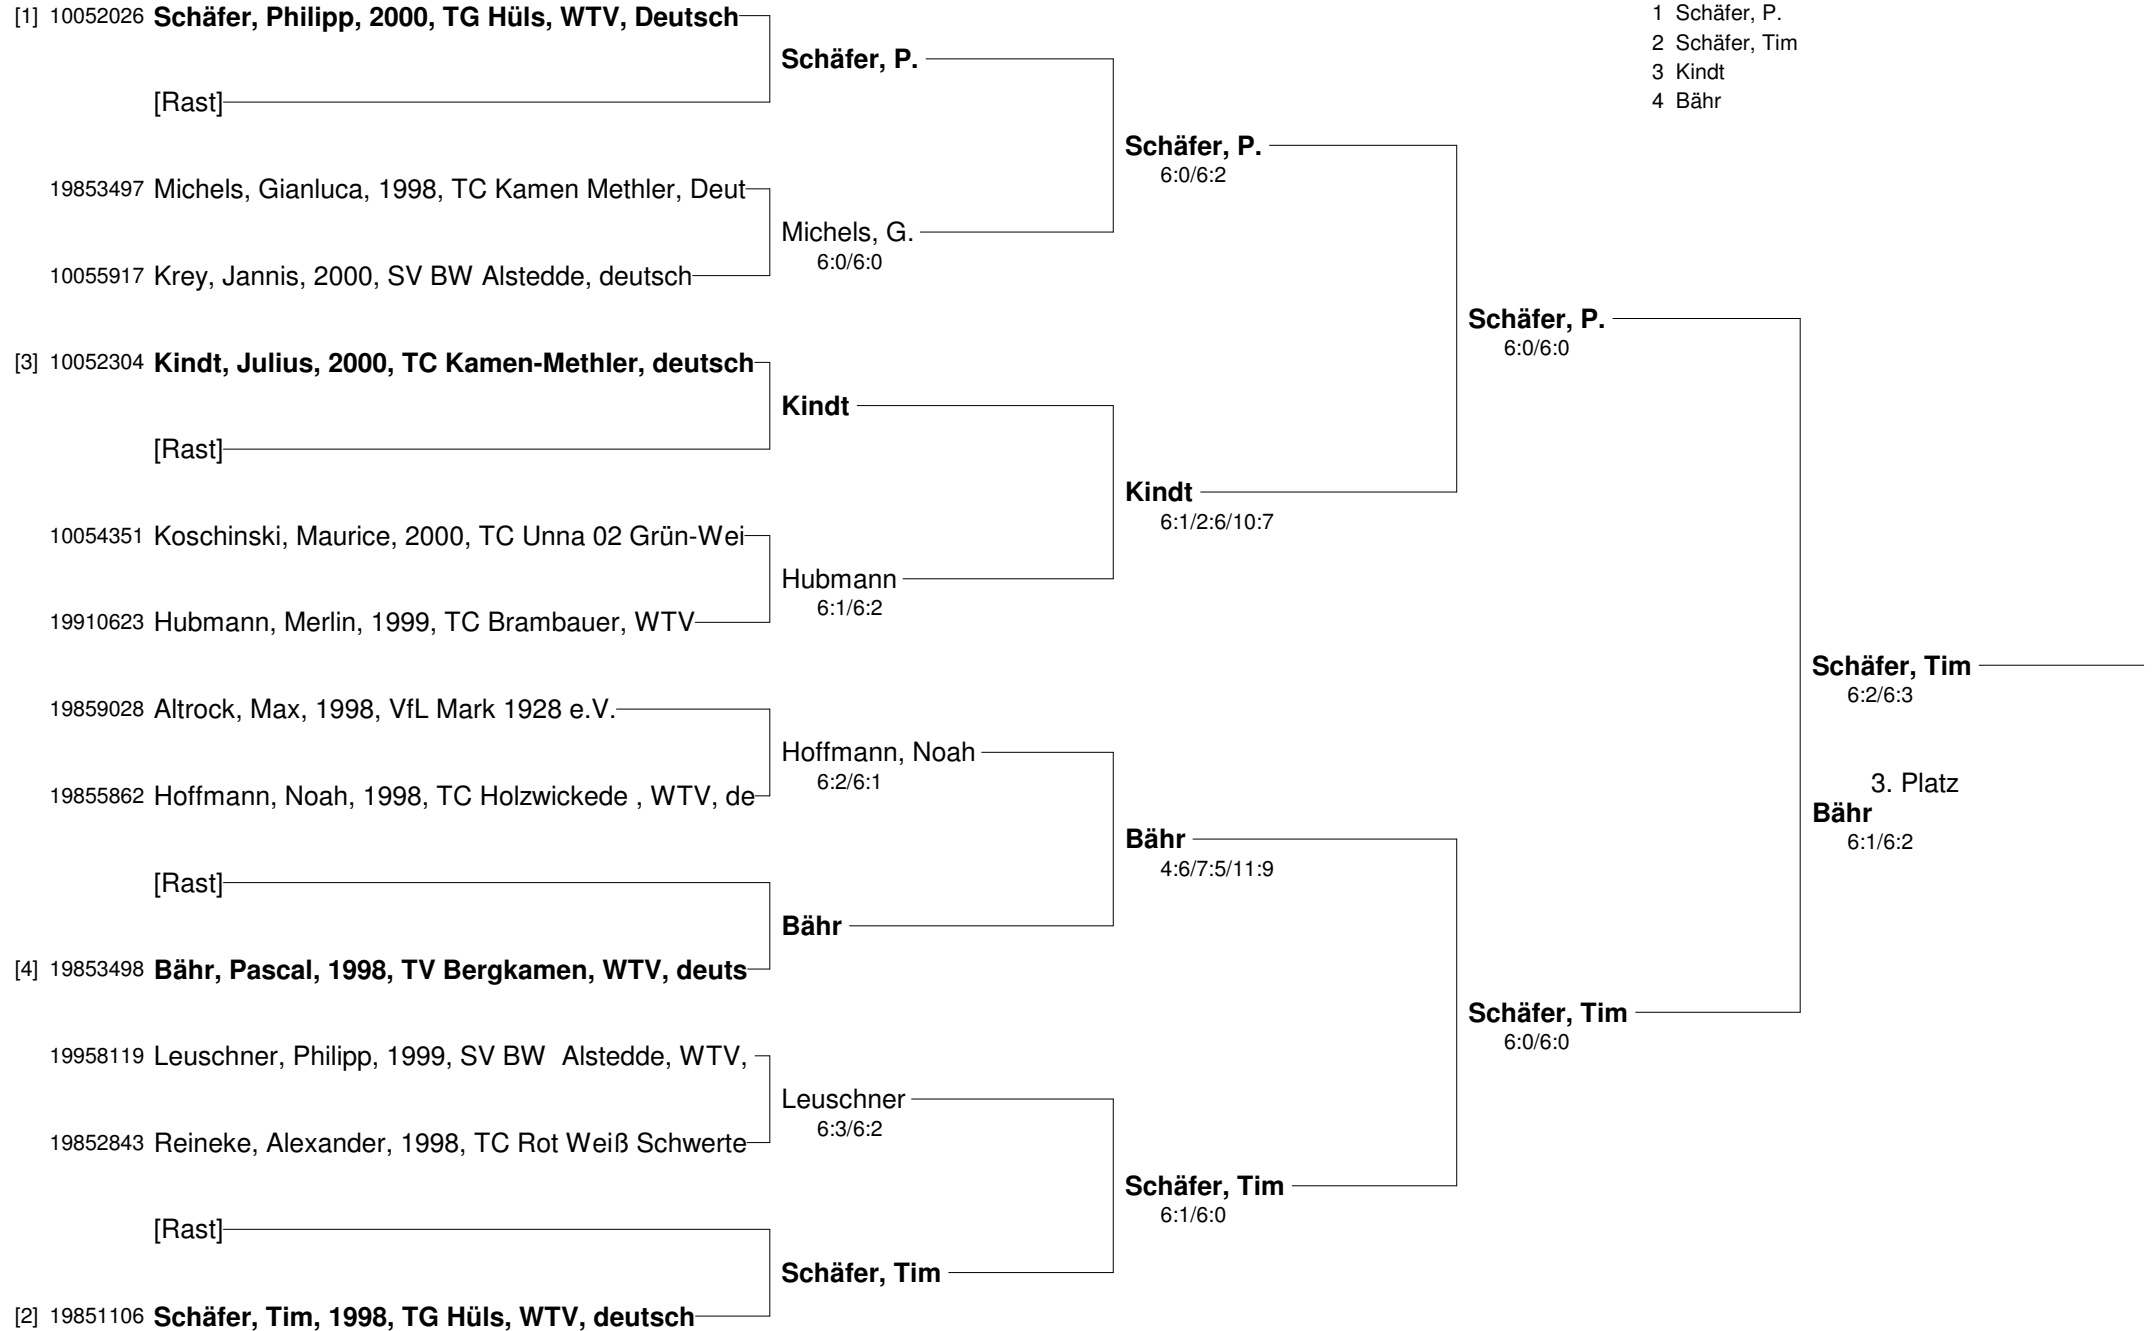 [1] 10052026 Schäfer, Philipp, 2000, TG Hüls, WTV, Deutsch
[Rast]
19853497 Michels, Gianluca, 1998, TC Kamen Methler, Deut
10055917 Krey, Jannis, 2000, SV BW Alstedde, deutsch
[3] 10052304 Kindt, Julius, 2000, TC Kamen-Methler, deutsch
[Rast]
10054351 Koschinski, Maurice, 2000, TC Unna 02 Grün-Wei
19910623 Hubmann, Merlin, 1999, TC Brambauer, WTV
19859028 Altrock, Max, 1998, VfL Mark 1928 e.V.
19855862 Hoffmann, Noah, 1998, TC Holzwickede , WTV, de
[Rast]
[4] 19853498 Bähr, Pascal, 1998, TV Bergkamen, WTV, deuts
19958119 Leuschner, Philipp, 1999, SV BW  Alstedde, WTV,
19852843 Reineke, Alexander, 1998, TC Rot Weiß Schwerte
[Rast]
[2] 19851106 Schäfer, Tim, 1998, TG Hüls, WTV, deutsch
Schäfer, P.
Michels, G.
6:0/6:0
Kindt
Hubmann
6:1/6:2
Hoffmann, Noah
6:2/6:1
Bähr
Leuschner
6:3/6:2
Schäfer, Tim
Schäfer, P.
6:0/6:2
Kindt
6:1/2:6/10:7
Bähr
4:6/7:5/11:9
Schäfer, Tim
6:1/6:0
Schäfer, P.
6:0/6:0
Schäfer, Tim
6:0/6:0
Schäfer, Tim
6:2/6:3
3. Platz
Bähr
6:1/6:2
1 Schäfer, P.
2 Schäfer, Tim
3 Kindt
4 Bähr